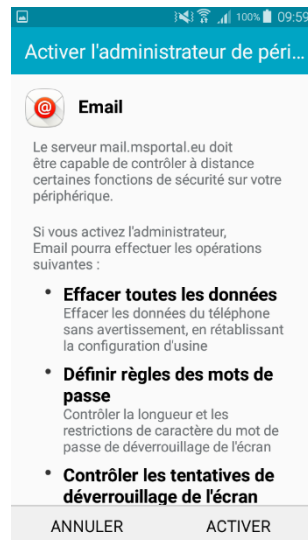 100% 09:59
Activer l'administrateur de péri...
@ Email
Le serveur mail.msportal.eu doit
être capable de contrôler à distance
certaines fonctions de sécurité sur votre
périphérique.
Si vous activez l'administrateur,
Email pourra effectuer les opérations
suivantes :
• Effacer toutes les données
Effacer les données du téléphone
sans avertissement, en rétablissant
la configuration d'usine
• Définir règles des mots de
passe
Contrôler la longueur et les
restrictions de caractère du mot de
passe de déverrouillage de l'écran
• Contrôler les tentatives de
déverrouillage de l'écran
ANNULER ACTIVER